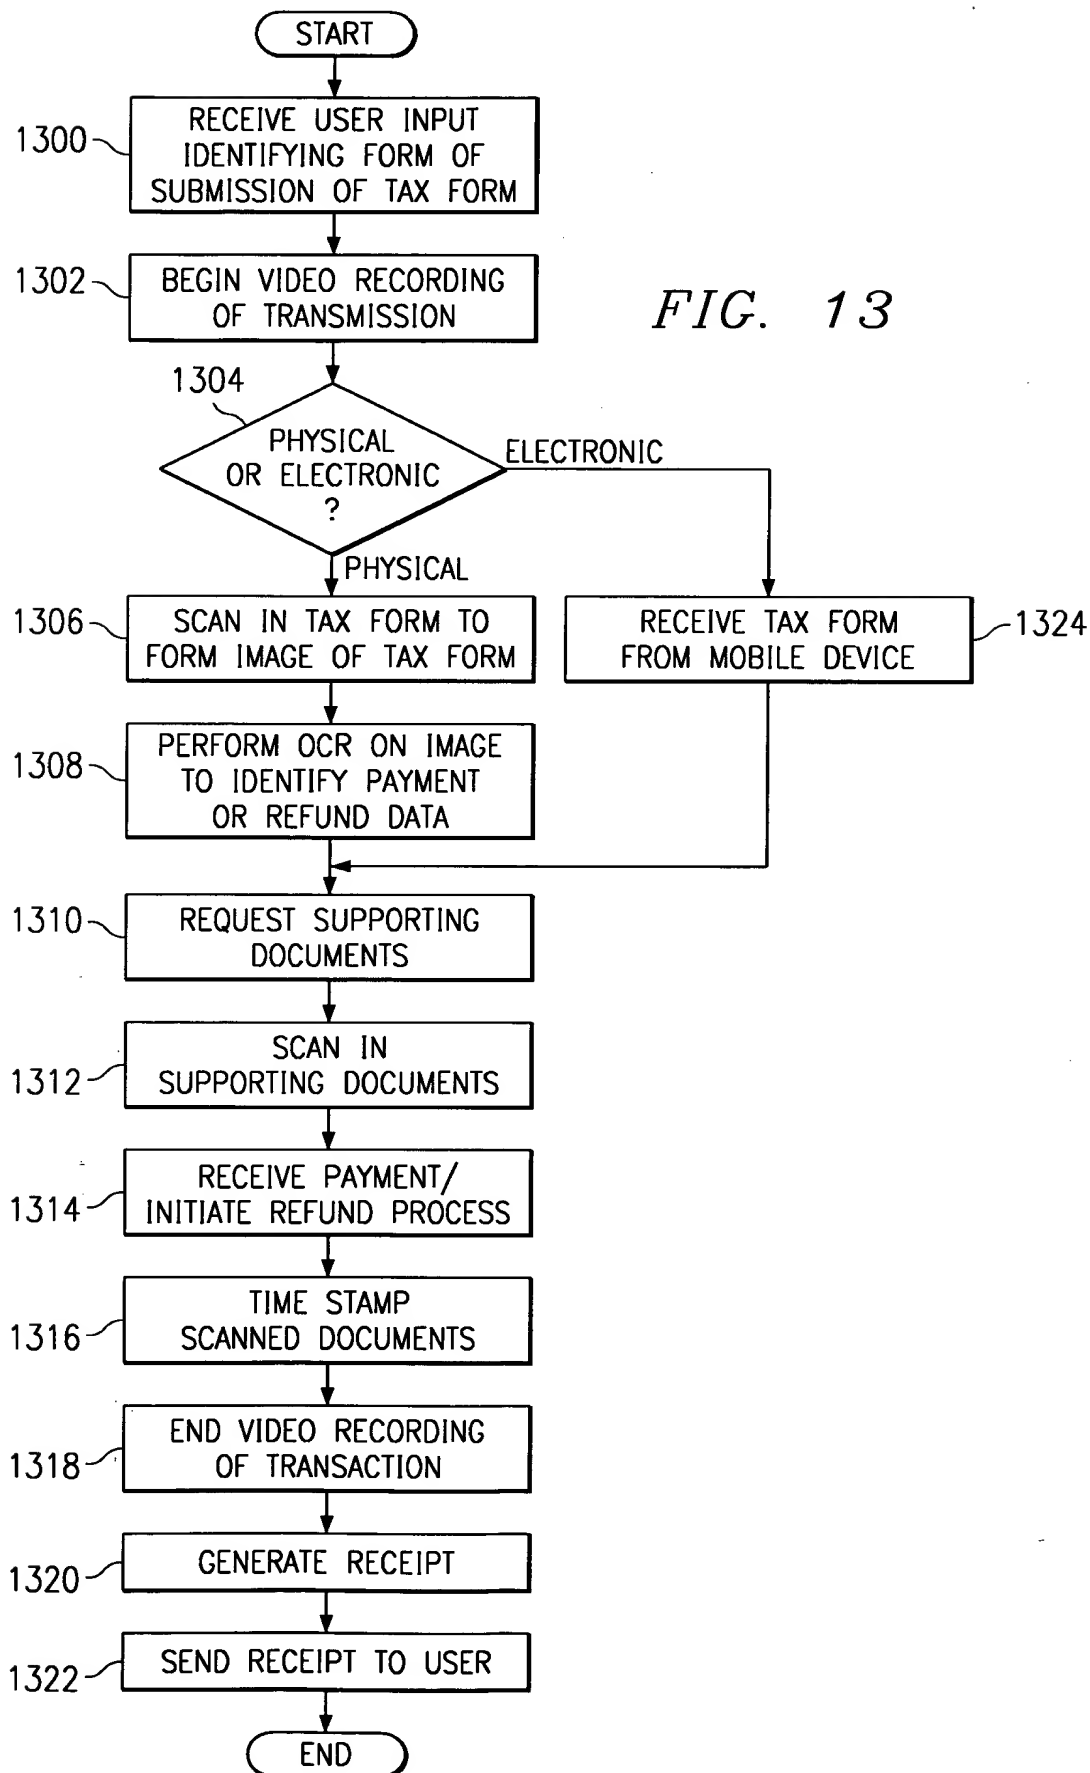 START
1300
RECEIVE USER INPUT
IDENTIFYING FORM OF
SUBMISSION OF TAX FORM
1302
BEGIN VIDEO RECORDING
OF TRANSMISSION
FIG. 13
1304
PHYSICAL
OR ELECTRONIC
?
ELECTRONIC
PHYSICAL
1306
SCAN IN TAX FORM TO
FORM IMAGE OF TAX FORM
RECEIVE TAX FORM
FROM MOBILE DEVICE
1324
1308
PERFORM OCR ON IMAGE
TO IDENTIFY PAYMENT
OR REFUND DATA
1310
REQUEST SUPPORTING
DOCUMENTS
1312
SCAN IN
SUPPORTING DOCUMENTS
1314
RECEIVE PAYMENT/
INITIATE REFUND PROCESS
1316
TIME STAMP
SCANNED DOCUMENTS
1318
END VIDEO RECORDING
OF TRANSACTION
1320
GENERATE RECEIPT
1322
SEND RECEIPT TO USER
END